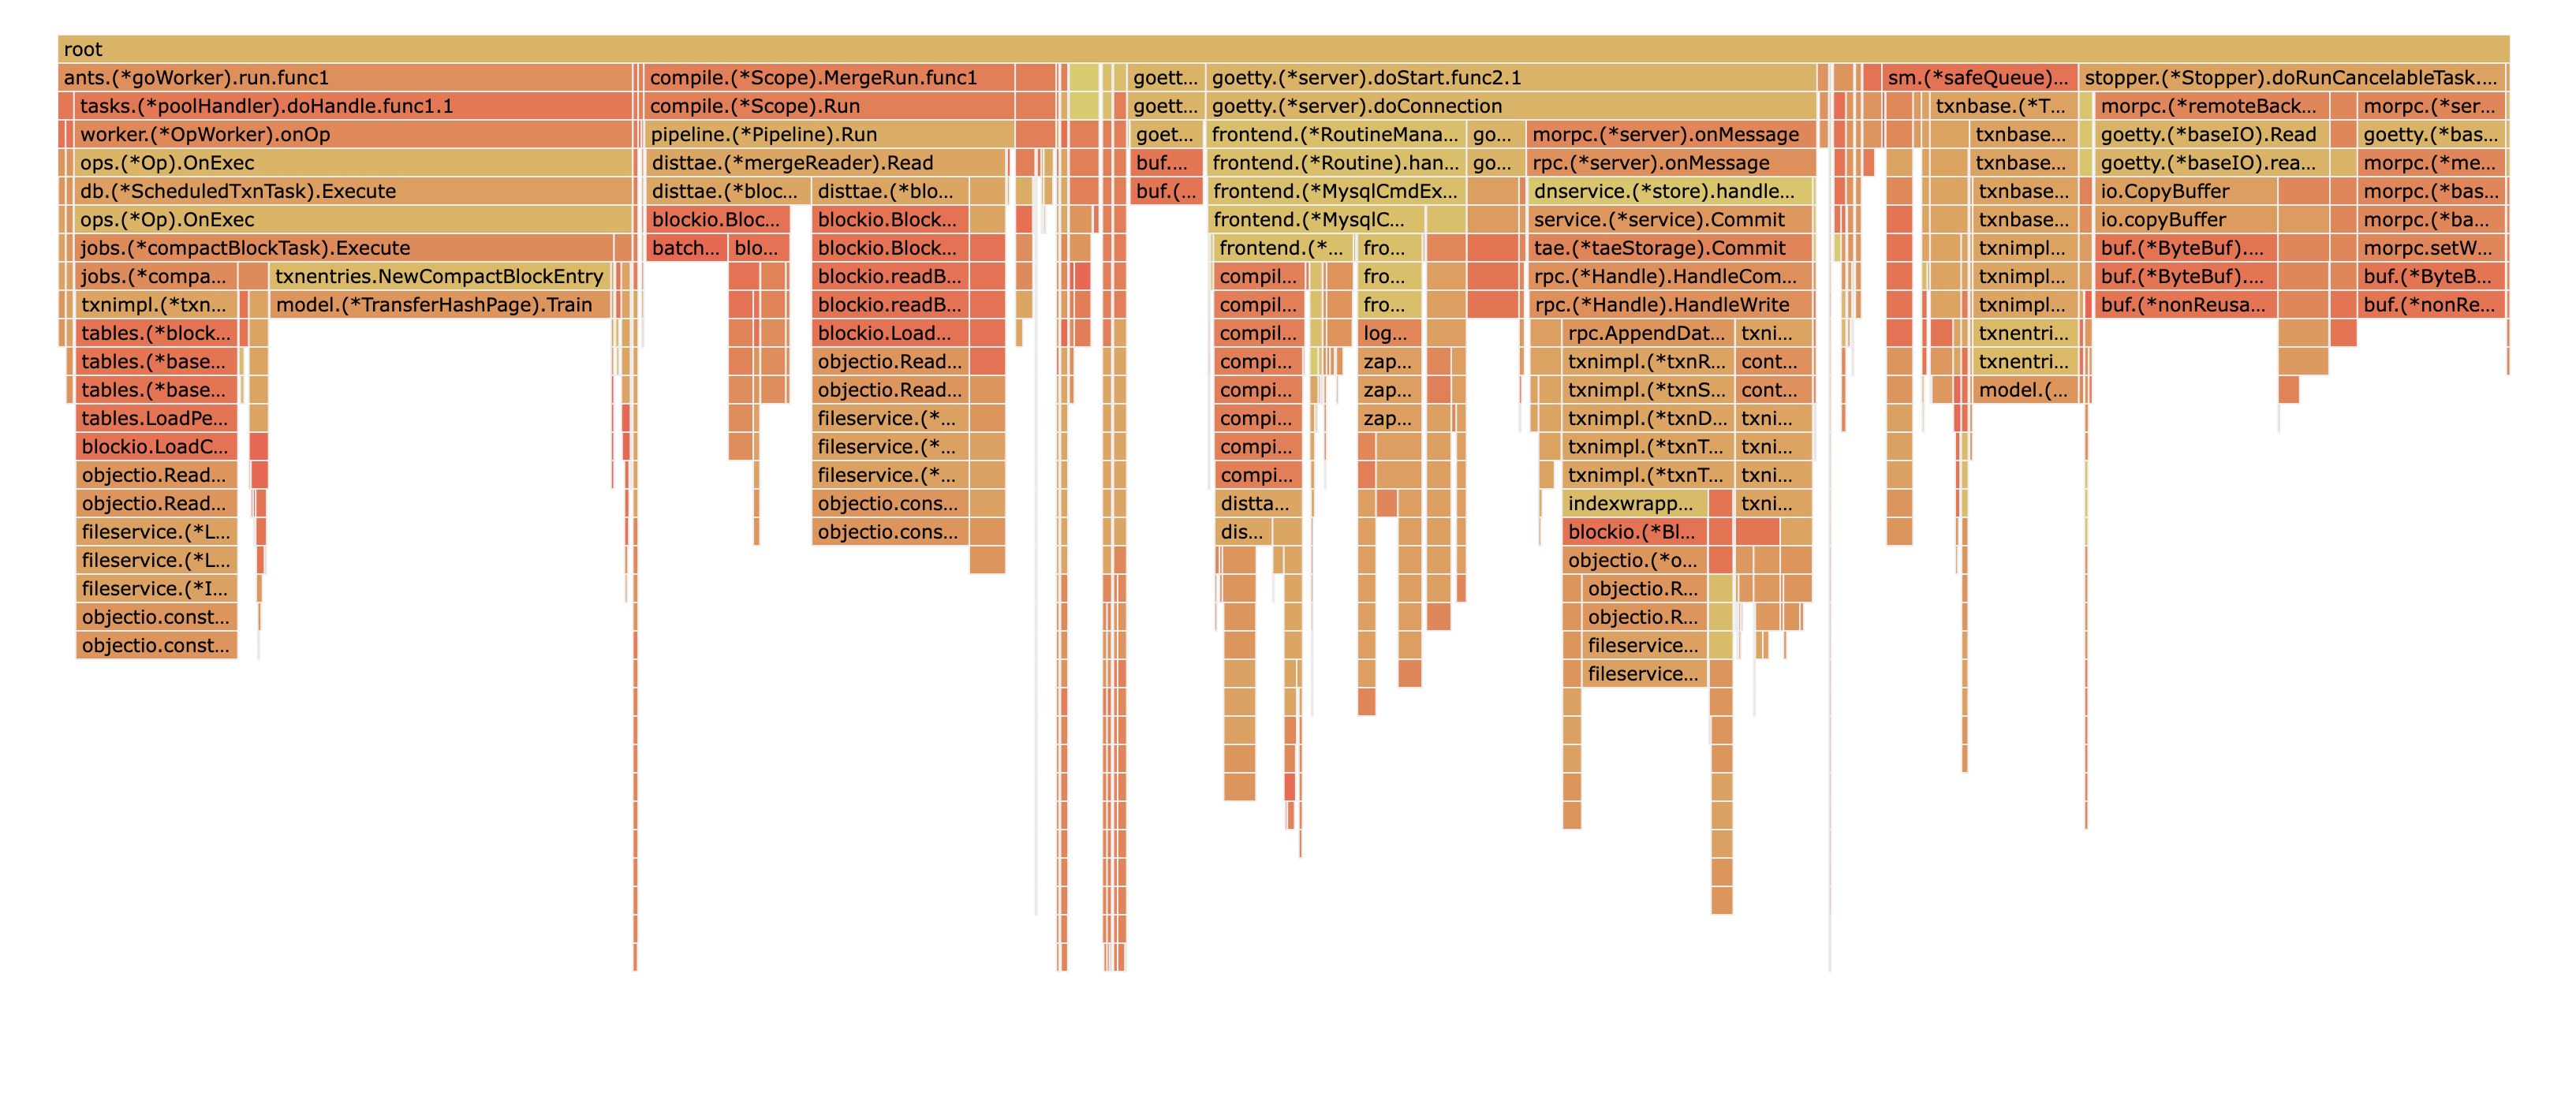 root
ants.(*goWorker).run.func1 compile.(*Scope).MergeRun.func1 goett... goetty.(*server).doStart.func2.1 sm.(*safeQueue)... stopper.(*Stopper).doRunCancelableTask....
tasks.(*poolHandler).doHandle.func1.1 compile.(*Scope).Run goett... goetty.(*server).doConnection txnbase.(*T... morpc.(*remoteBack... morpc.(*ser...
worker.(*OpWorker).onOp pipeline.(*Pipeline).Run goet... frontend.(*RoutineMana... go... morpc.(*server).onMessage txnbase... goetty.(*baseIO).Read goetty.(*bas...
ops.(*Op).OnExec disttae.(*mergeReader).Read buf.... frontend.(*Routine).han... go... rpc.(*server).onMessage txnbase... goetty.(*baseIO).rea... morpc.(*me...
db.(*ScheduledTxnTask).Execute disttae.(*bloc... disttae.(*blo... buf.(... frontend.(*MysqlCmdEx... dnservice.(*store).handle... txnbase... io.CopyBuffer morpc.(*bas...
ops.(*Op).OnExec blockio.Bloc... blockio.Block... frontend.(*MysqlC... service.(*service).Commit txnbase... io.copyBuffer morpc.(*ba...
jobs.(*compactBlockTask).Execute batch... blo... blockio.Block... frontend.(*... fro... tae.(*taeStorage).Commit txnimpl... buf.(*ByteBuf).... morpc.setW...
jobs.(*compa... txnentries.NewCompactBlockEntry blockio.readB... compil... fro... rpc.(*Handle).HandleCom... txnimpl... buf.(*ByteBuf).... buf.(*ByteB...
txnimpl.(*txn... model.(*TransferHashPage).Train blockio.readB... compil... fro... rpc.(*Handle).HandleWrite txnimpl... buf.(*nonReusa... buf.(*nonRe...
tables.(*block... blockio.Load... compil... log... rpc.AppendDat... txni... txnentri...
tables.(*base... objectio.Read... compi... zap... txnimpl.(*txnR... cont... txnentri...
tables.(*base... objectio.Read... compi... zap... txnimpl.(*txnS... cont... model.(...
tables.LoadPe... fileservice.(*... compi... zap... txnimpl.(*txnD... txni...
blockio.LoadC... fileservice.(*... compi... txnimpl.(*txnT... txni...
objectio.Read... fileservice.(*... compi... txnimpl.(*txnT... txni...
objectio.Read... objectio.cons... distta... indexwrapp... txni...
fileservice.(*L... objectio.cons... dis... blockio.(*Bl...
fileservice.(*L... objectio.(*o...
fileservice.(*I... objectio.R...
objectio.const... objectio.R...
objectio.const... fileservice...
fileservice...